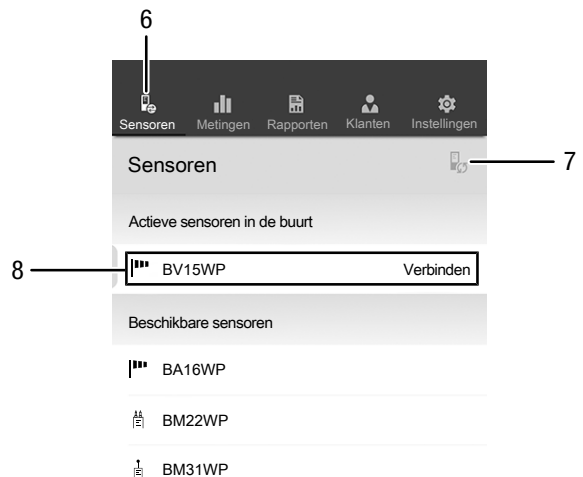 6
Sensoren Metingen Rapporten Klanten Instellingen
Sensoren
7
Actieve sensoren in de buurt
8
BV15WP Verbinden
Beschikbare sensoren
BA16WP
BM22WP
BM31WP